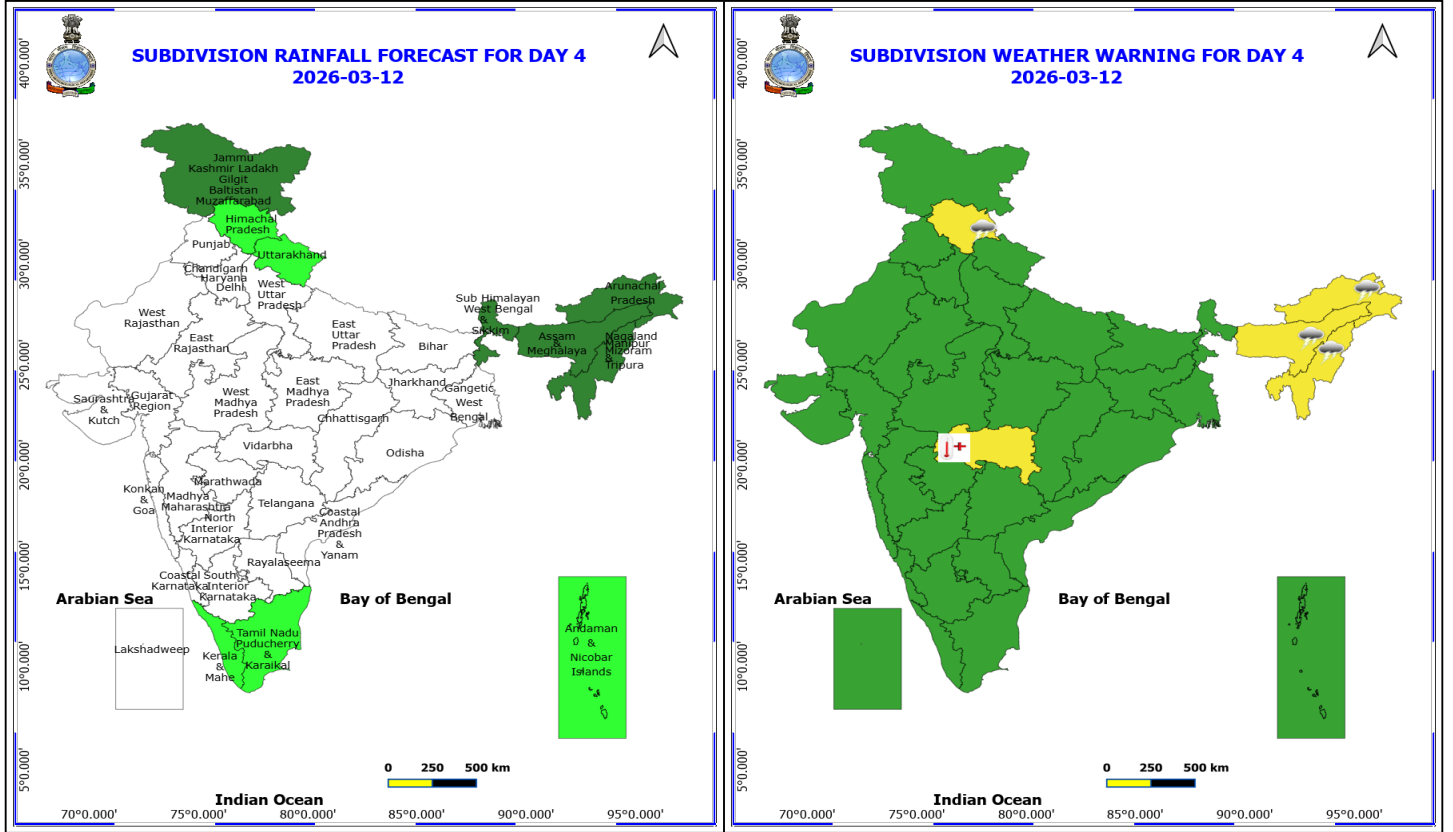 SUBDIVISION RAINFALL FORECAST FOR DAY 4
2026-03-12
40°0.000'
35°0.000'
30°0.000'
25°0.000'
20°0.000'
15°0.000'
10°0.000'
5°0.000'
Jammu
Kashmir Ladakh
Gilgit
Baltistan
Muzaffarabad
Himachal
Pradesh
Punjab
Uttarakhand
Chandigarh
Haryana
Delhi
West
Uttar
Pradesh
West
Rajasthan
East
Rajasthan
East
Uttar
Pradesh
Bihar
Sub Himalayan
West Bengal
&
Sikkim
Arunachal
Pradesh
Assam
&
Meghalaya
Nagaland
Manipur
Mizoram
&
Tripura
Saurashtra
&
Kutch
Gujarat
Region
West
Madhya
Pradesh
East
Madhya
Pradesh
Jharkhand
Gangetic
West
Bengal
Chhattisgarh
Vidarbha
Odisha
Konkan
&
Goa
Madhya
Maharashtra
Marathwada
Telangana
North
Interior
Karnataka
Coastal
Andhra
Pradesh
&
Yanam
Rayalaseema
Coastal
Karnataka
South
Interior
Karnataka
Arabian Sea
Bay of Bengal
Lakshadweep
Kerala
&
Mahe
Tamil Nadu
Puducherry
&
Karaikal
Andaman
&
Nicobar
Islands
0 250 500 km
Indian Ocean
70°0.000' 75°0.000' 80°0.000' 85°0.000' 90°0.000' 95°0.000'
SUBDIVISION WEATHER WARNING FOR DAY 4
2026-03-12
40°0.000'
35°0.000'
30°0.000'
25°0.000'
20°0.000'
15°0.000'
10°0.000'
5°0.000'
Arabian Sea
Bay of Bengal
0 250 500 km
Indian Ocean
70°0.000' 75°0.000' 80°0.000' 85°0.000' 90°0.000' 95°0.000'